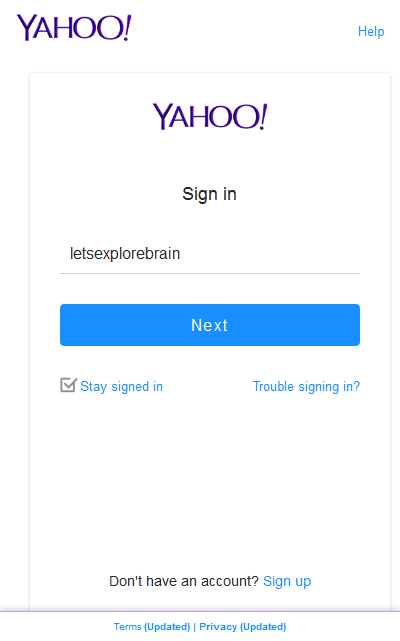 YAHOO!
Help
YAHOO!
Sign in
letsexplorebrain
Next
Stay signed in
Trouble signing in?
Don't have an account? Sign up
Terms (Updated) | Privacy (Updated)